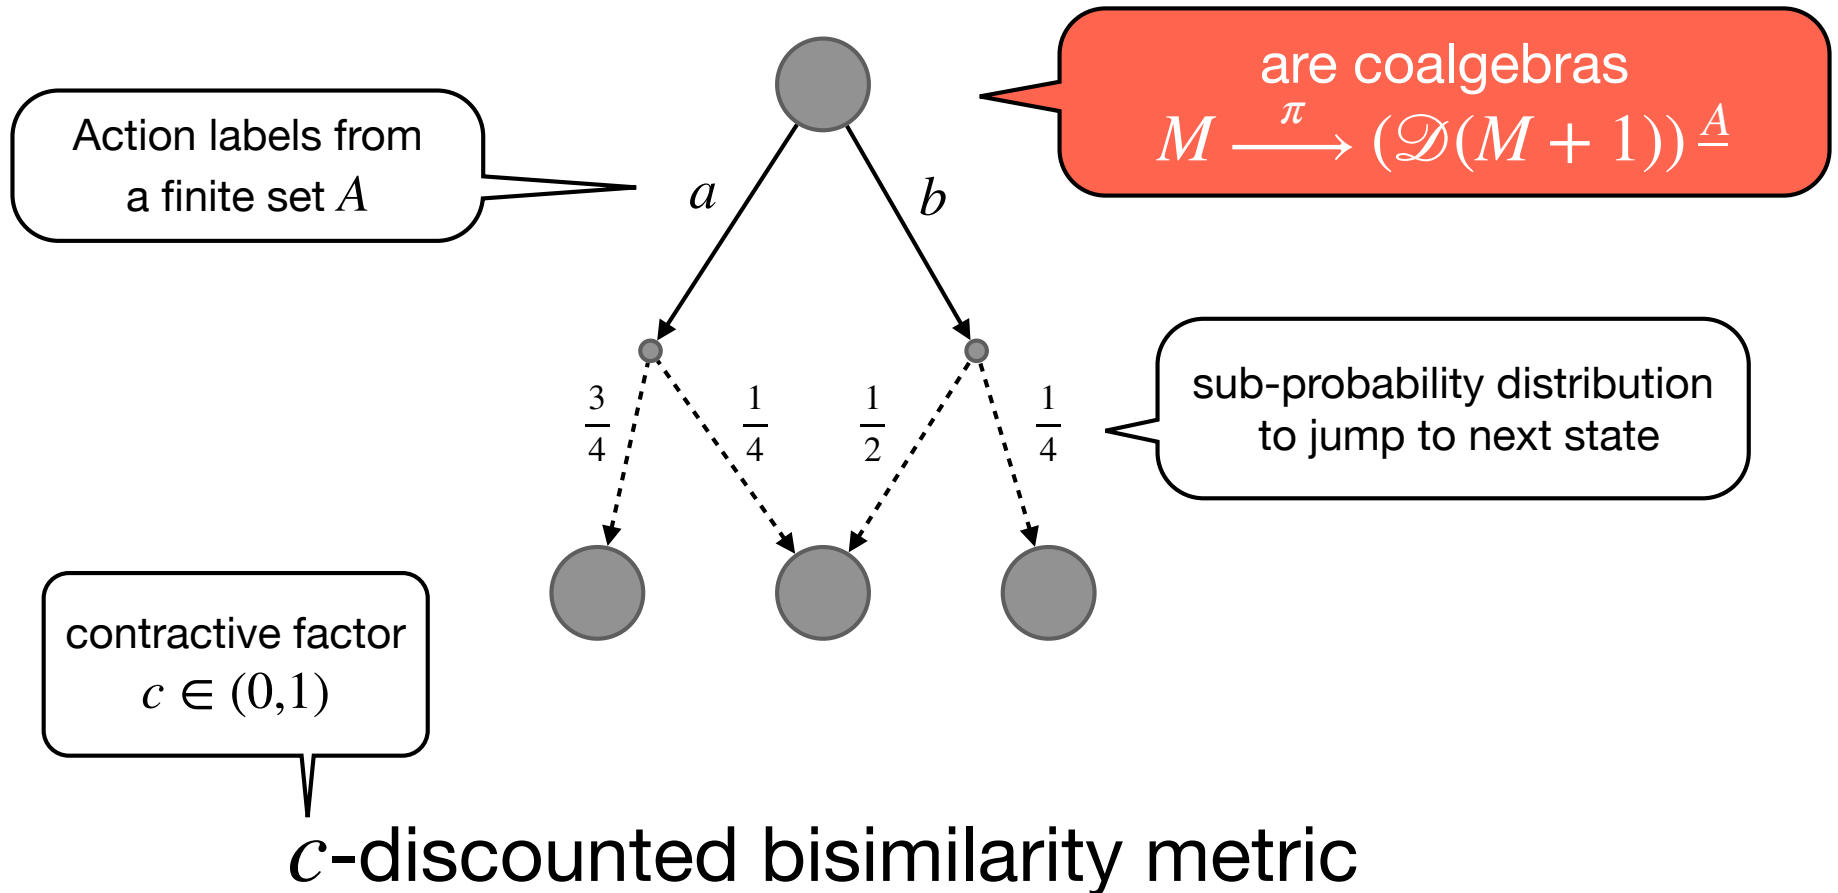 are coalgebras
M —π→ (𝒟(M + 1))^A̲
Action labels from
a finite set A
a
b
3/4
1/4
1/2
1/4
sub-probability distribution
to jump to next state
contractive factor
c ∈ (0,1)
c-discounted bisimilarity metric